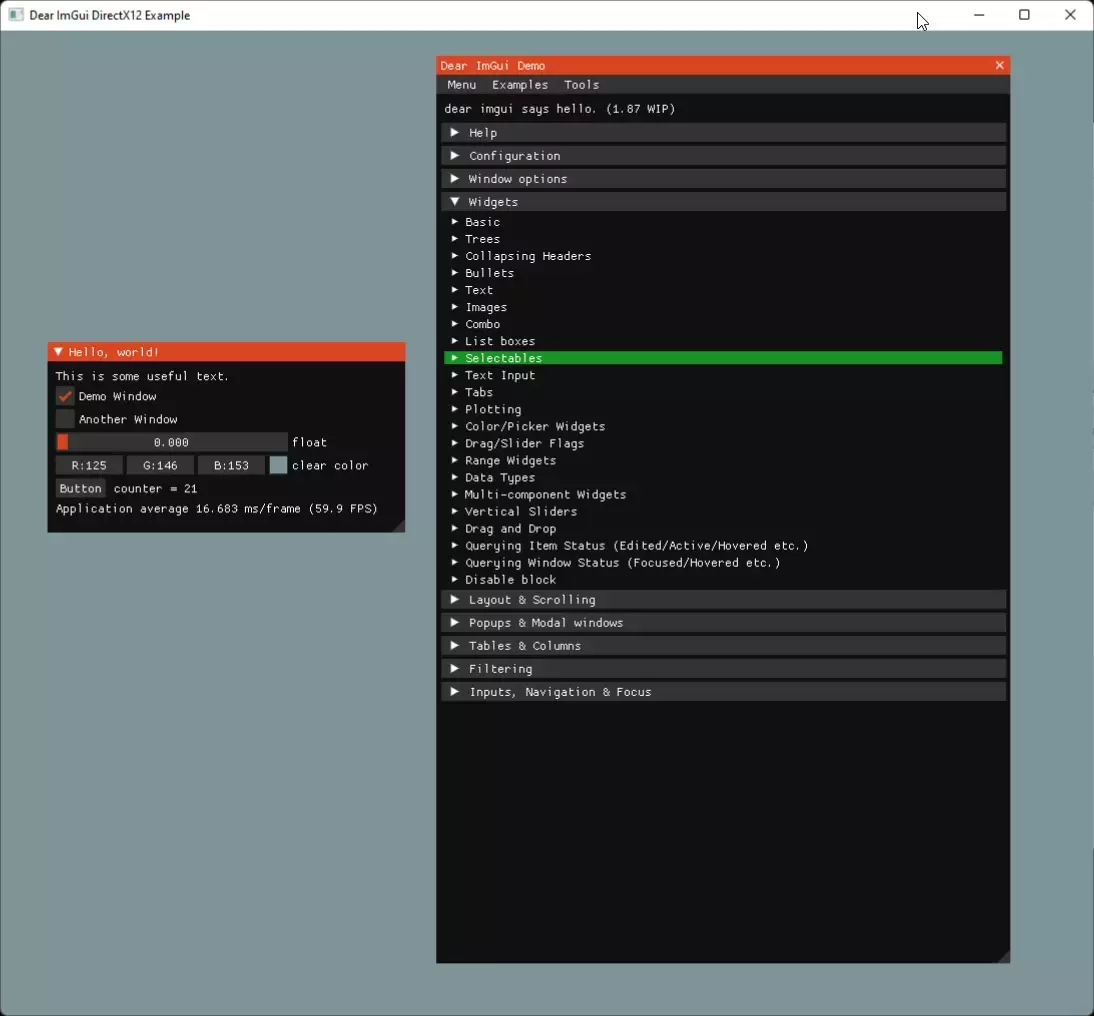 Dear ImGui DirectX12 Example
Dear ImGui Demo
Menu Examples Tools
dear imgui says hello. (1.87 WIP)
Help
Configuration
Window options
Widgets
Basic
Trees
Collapsing Headers
Bullets
Text
Images
Combo
List boxes
Selectables
Text Input
Tabs
Plotting
Color/Picker Widgets
Drag/Slider Flags
Range Widgets
Data Types
Multi-component Widgets
Vertical Sliders
Drag and Drop
Querying Item Status (Edited/Active/Hovered etc.)
Querying Window Status (Focused/Hovered etc.)
Disable block
Layout & Scrolling
Popups & Modal windows
Tables & Columns
Filtering
Inputs, Navigation & Focus
Hello, world!
This is some useful text.
Demo Window
Another Window
0.000 float
R:125 G:146 B:153 clear color
Button counter = 21
Application average 16.683 ms/frame (59.9 FPS)